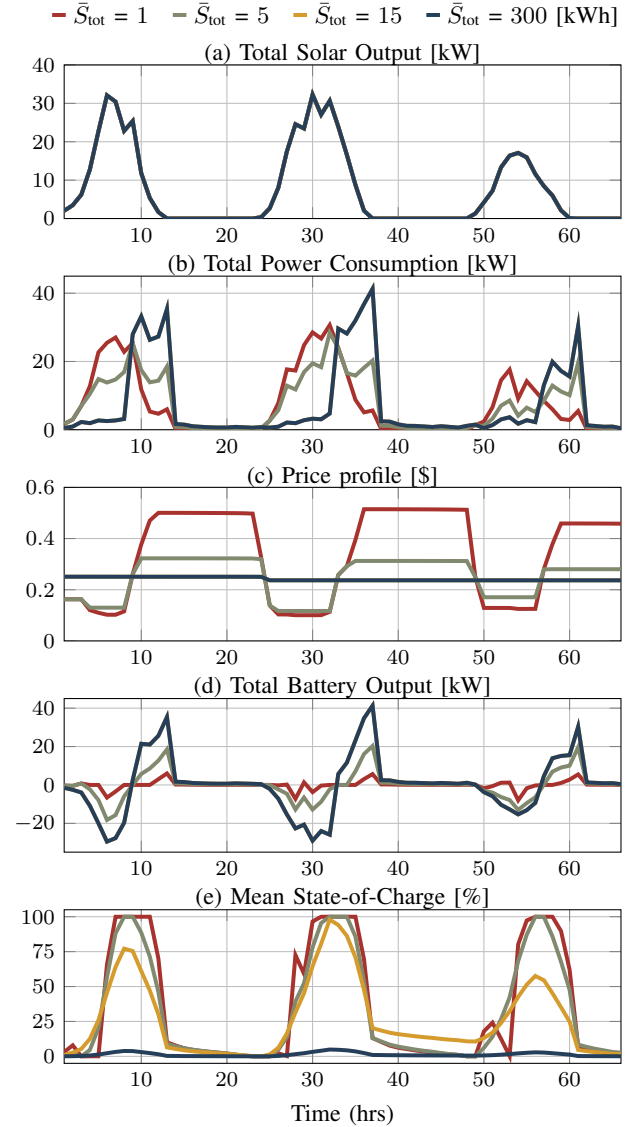 S̄tot = 1 S̄tot = 5 S̄tot = 15 S̄tot = 300 [kWh]
(a) Total Solar Output [kW]
40
30
20
10
0
10 20 30 40 50 60
(b) Total Power Consumption [kW]
40
20
0
10 20 30 40 50 60
(c) Price profile [$]
0.6
0.4
0.2
0
10 20 30 40 50 60
(d) Total Battery Output [kW]
40
20
0
−20
10 20 30 40 50 60
(e) Mean State-of-Charge [%]
100
75
50
25
0
10 20 30 40 50 60
Time (hrs)